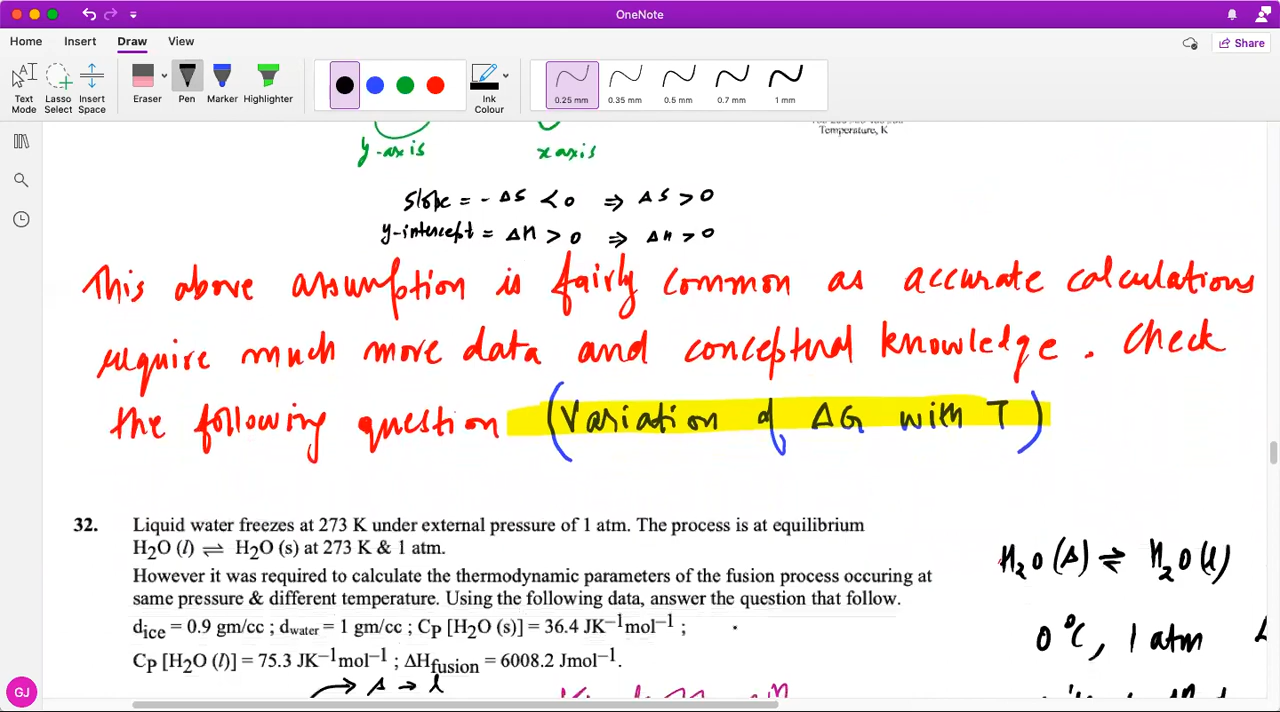 OneNote
Home Insert Draw View
Share
Text Mode
Lasso Select
Insert Space
Eraser
Pen
Marker
Highlighter
Ink Colour
0.25 mm 0.35 mm 0.5 mm 0.7 mm 1 mm
Temperature, K
y-axis x axis
slope = - ΔS < 0 ⇒ ΔS > 0
y-intercept = ΔH > 0 ⇒ ΔH > 0
This above assumption is fairly common as accurate calculations
require much more data and conceptual knowledge. Check
the following question (Variation of ΔG with T)
32. Liquid water freezes at 273 K under external pressure of 1 atm. The process is at equilibrium
H₂O (l) ⇌ H₂O (s) at 273 K & 1 atm.
H₂O(s) ⇌ H₂O(l)
However it was required to calculate the thermodynamic parameters of the fusion process occuring at
same pressure & different temperature. Using the following data, answer the question that follow.
dice = 0.9 gm/cc ; dwater = 1 gm/cc ; CP [H₂O (s)] = 36.4 JK⁻¹mol⁻¹ ;
0°C, 1 atm
CP [H₂O (l)] = 75.3 JK⁻¹mol⁻¹ ; ΔHfusion = 6008.2 Jmol⁻¹.
→ s → l
GJ